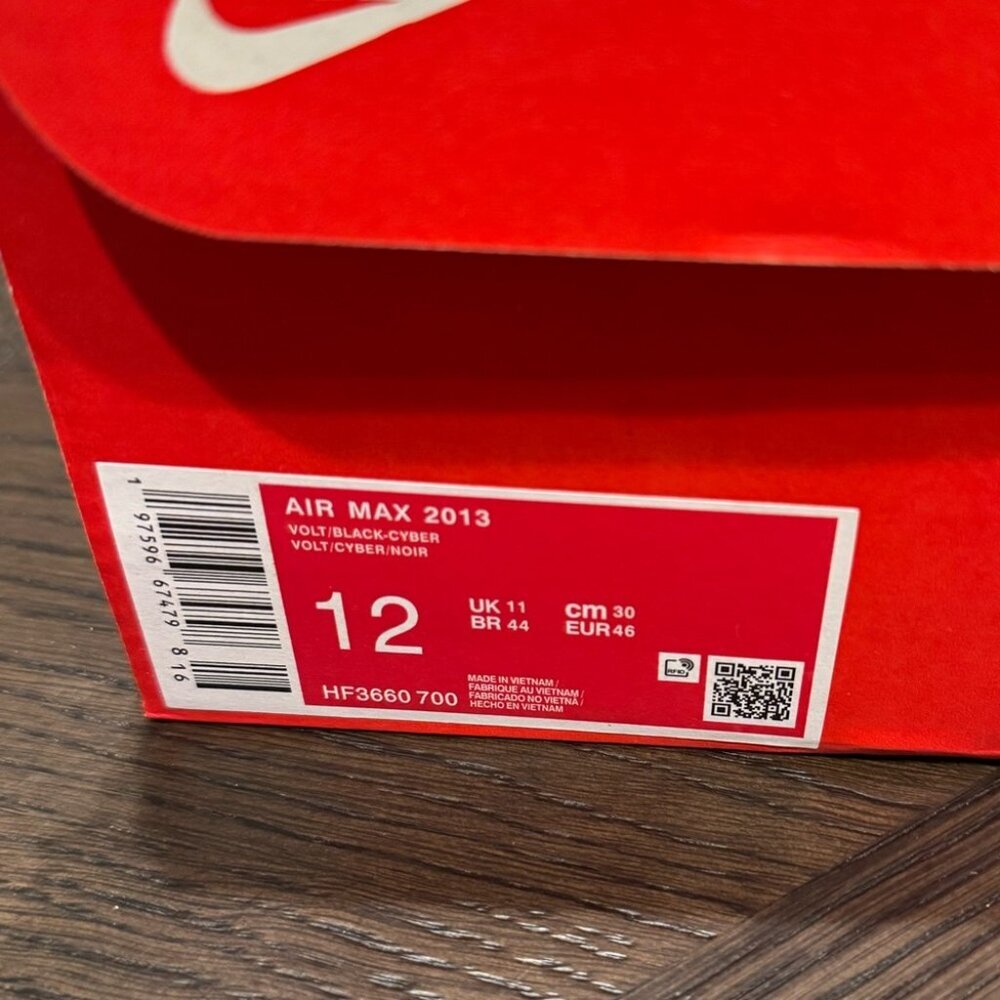 AIR MAX 2013
VOLT/BLACK-CYBER
VOLT/CYBER/NOIR
12
UK 11
BR 44
cm 30
EUR 46
HF3660 700
MADE IN VIETNAM /
FABRIQUE AU VIETNAM /
FABRICADO NO VIETNÃ /
HECHO EN VIETNAM
RFID
1 97596 67479 8 16